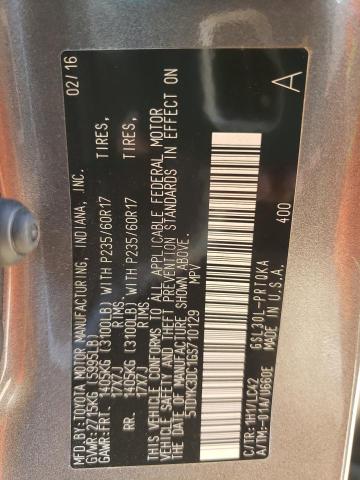 MFG.BY:TOYOTA MOTOR MANUFACTURING, INDIANA, INC. 02/16
GVWR:2715KG (5995LB)
GAWR:FRT. 1405KG (3100LB) WITH P235/60R17 TIRES,
17X7J RIMS.
RR. 1405KG (3100LB) WITH P235/60R17 TIRES,
17X7J RIMS.
THIS VEHICLE CONFORMS TO ALL APPLICABLE FEDERAL MOTOR
VEHICLE SAFETY AND THEFT PREVENTION STANDARDS IN EFFECT ON
THE DATE OF MANUFACTURE SHOWN ABOVE.
5TDYK3DC1GS710129 MPV
A
C/TR:1H1/LC42 GSL30L-PRTQKA 400
A/TM:-01A/U660E MADE IN U.S.A.